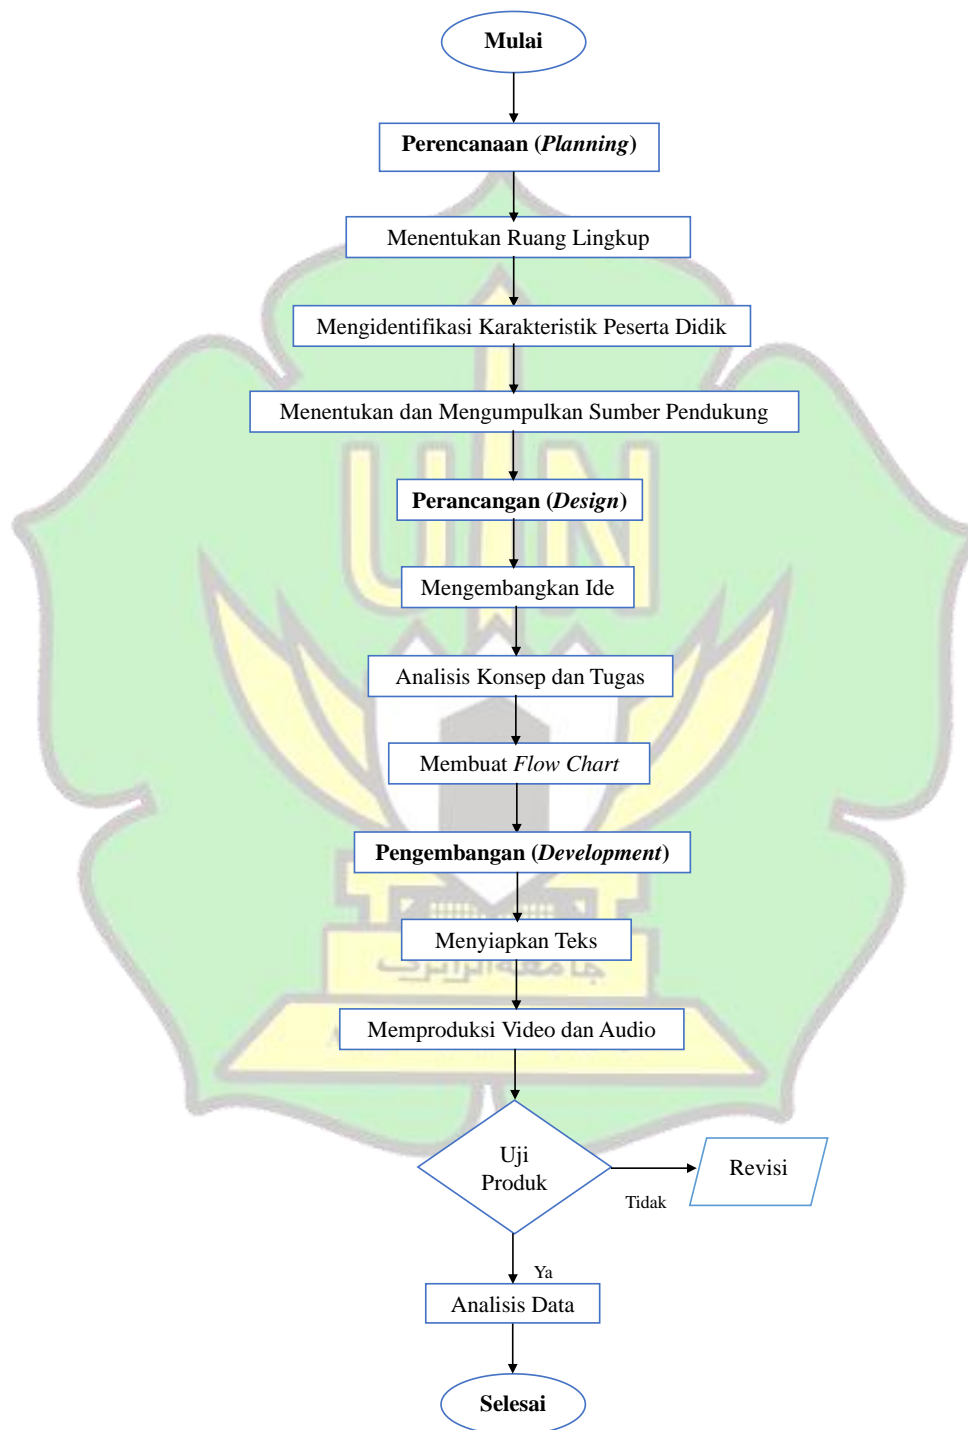 Mulai
Perencanaan (Planning)
Menentukan Ruang Lingkup
Mengidentifikasi Karakteristik Peserta Didik
Menentukan dan Mengumpulkan Sumber Pendukung
UIN
Perancangan (Design)
Mengembangkan Ide
Analisis Konsep dan Tugas
Membuat Flow Chart
Pengembangan (Development)
Menyiapkan Teks
Memproduksi Video dan Audio
Uji
Produk
Revisi
Tidak
Ya
Analisis Data
Selesai